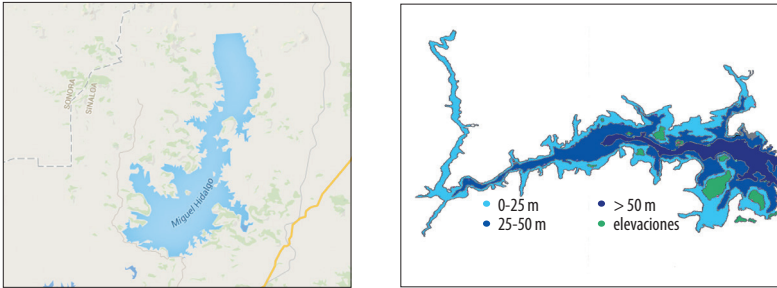 SONORA
SINALOA
Miguel Hidalgo
0-25 m
25-50 m
> 50 m
elevaciones